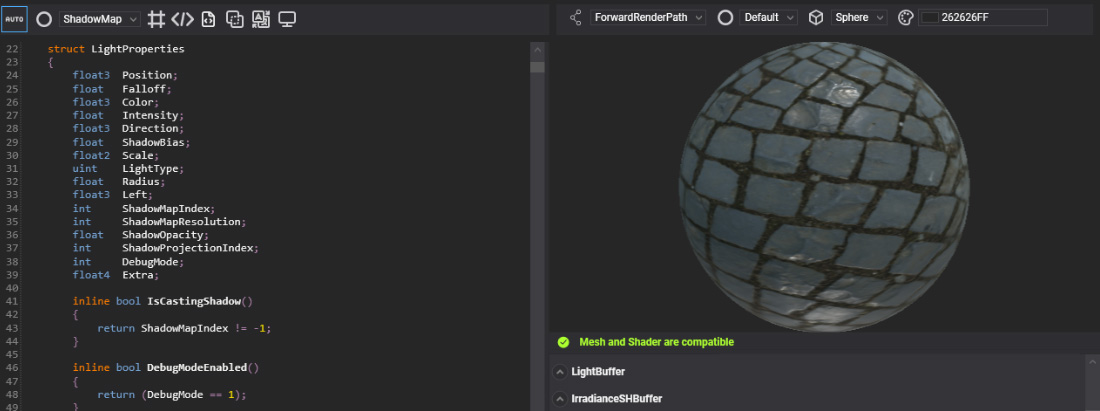 AUTO
ShadowMap
ForwardRenderPath
Default
Sphere
262626FF
22 struct LightProperties
23 {
24 float3 Position;
25 float Falloff;
26 float3 Color;
27 float Intensity;
28 float3 Direction;
29 float ShadowBias;
30 float2 Scale;
31 uint LightType;
32 float Radius;
33 float3 Left;
34 int ShadowMapIndex;
35 int ShadowMapResolution;
36 float ShadowOpacity;
37 int ShadowProjectionIndex;
38 int DebugMode;
39 float4 Extra;
40
41 inline bool IsCastingShadow()
42 {
43 return ShadowMapIndex != -1;
44 }
45
46 inline bool DebugModeEnabled()
47 {
48 return (DebugMode == 1);
49 }
Mesh and Shader are compatible
LightBuffer
IrradianceSHBuffer